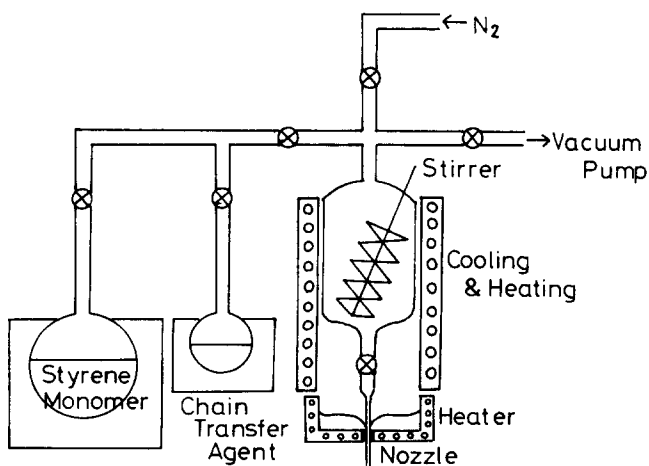 N2
Vacuum
Pump
Stirrer
Cooling
& Heating
Styrene
Monomer
Chain
Transfer
Agent
Heater
Nozzle